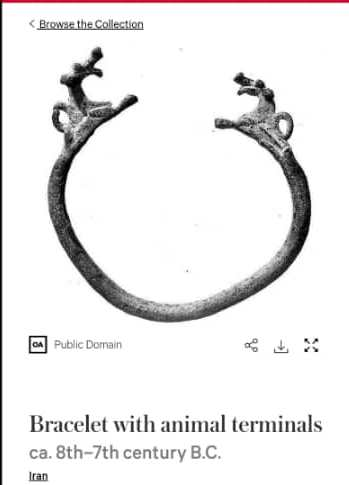 < Browse the Collection
OA Public Domain
Bracelet with animal terminals
ca. 8th–7th century B.C.
Iran